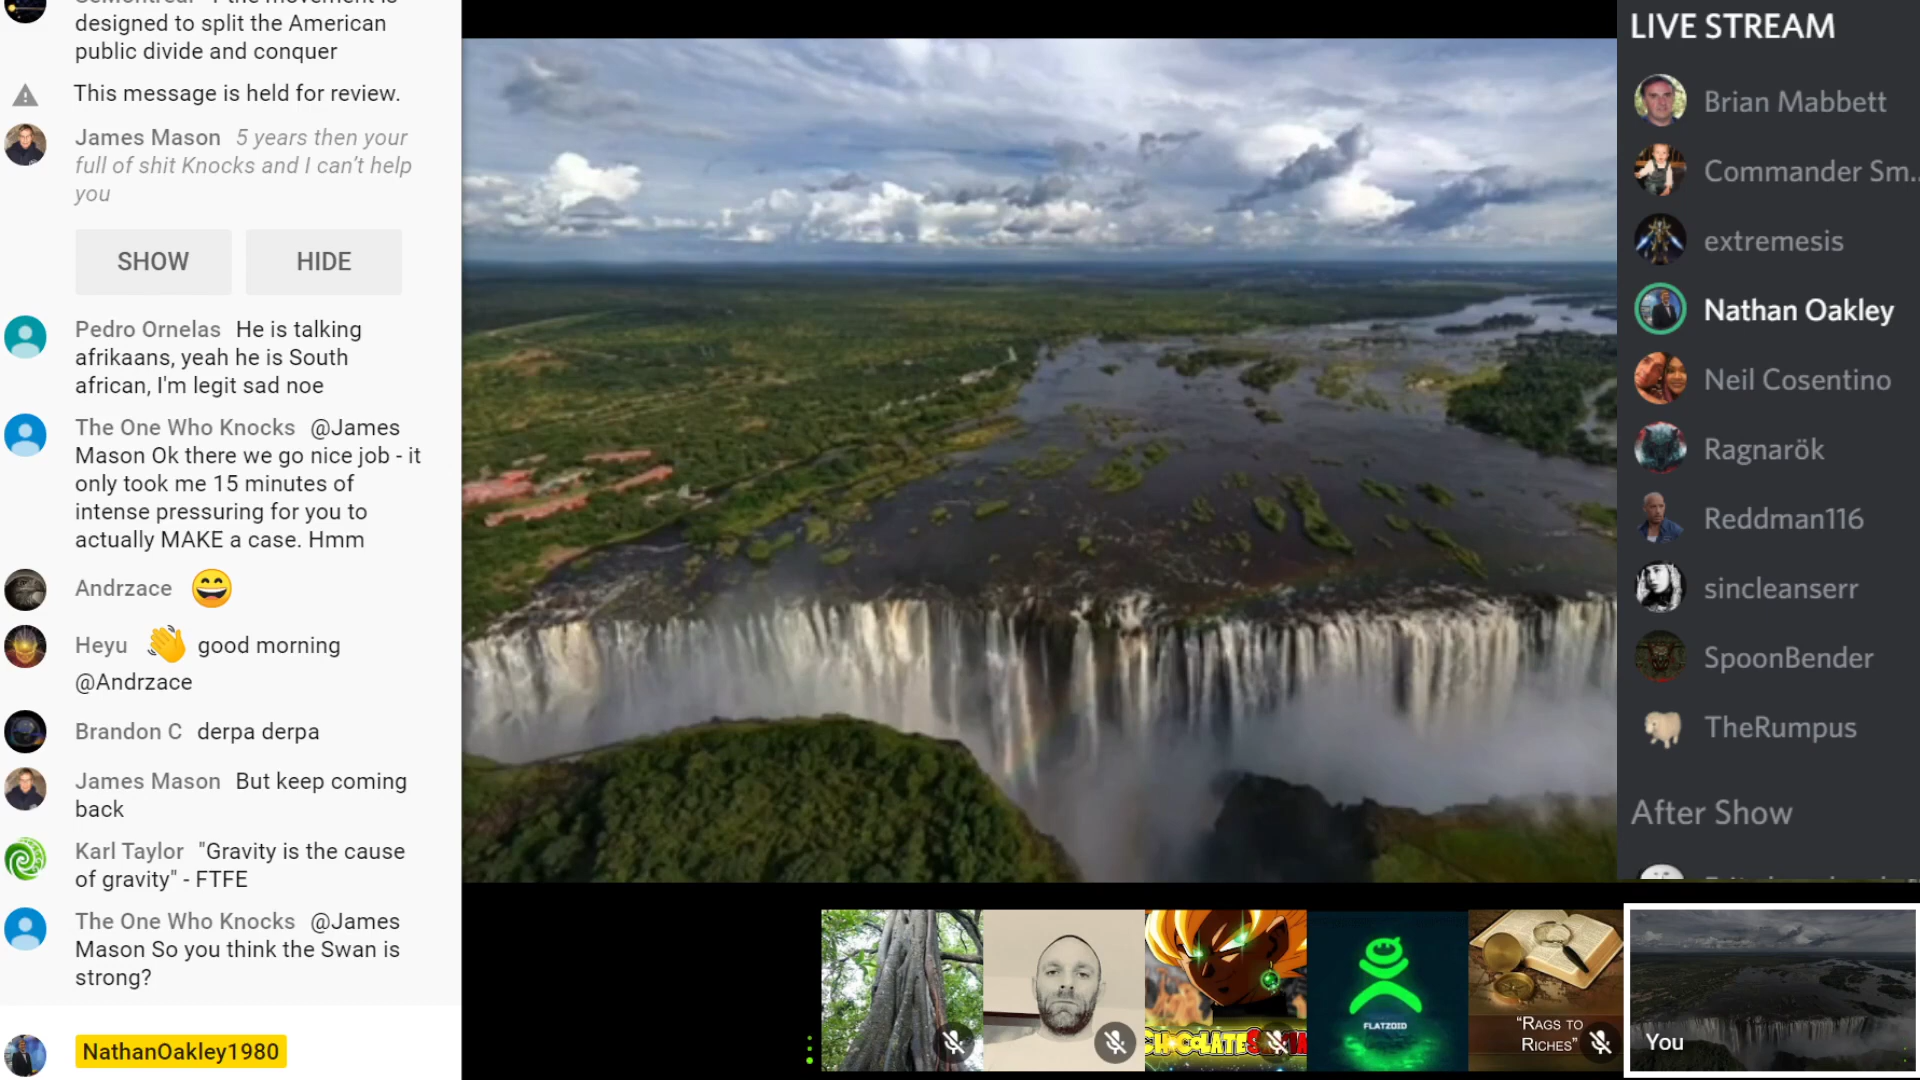 designed to split the American
public divide and conquer
This message is held for review.
James Mason 5 years then your
full of shit Knocks and I can’t help
you
SHOW HIDE
Pedro Ornelas He is talking
afrikaans, yeah he is South
african, I'm legit sad noe
The One Who Knocks @James
Mason Ok there we go nice job - it
only took me 15 minutes of
intense pressuring for you to
actually MAKE a case. Hmm
Andrzace 😄
Heyu 👋 good morning
@Andrzace
Brandon C derpa derpa
James Mason But keep coming
back
Karl Taylor "Gravity is the cause
of gravity" - FTFE
The One Who Knocks @James
Mason So you think the Swan is
strong?
NathanOakley1980
FLATZOID
“RAGS TO
RICHES”
You
LIVE STREAM
Brian Mabbett
Commander Sm..
extremesis
Nathan Oakley
Neil Cosentino
Ragnarök
Reddman116
sincleanserr
SpoonBender
TheRumpus
After Show